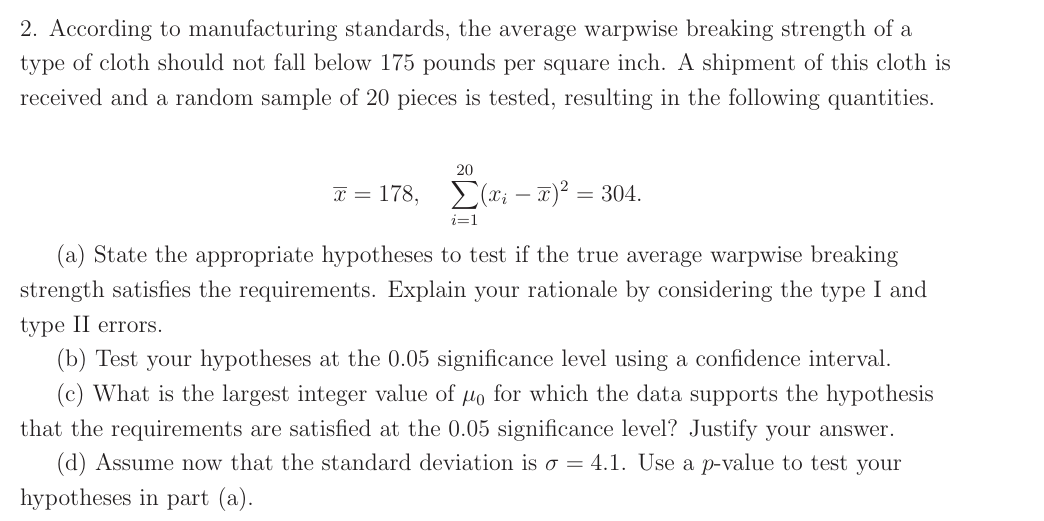 2. According to manufacturing standards, the average warpwise breaking strength of a
type of cloth should not fall below 175 pounds per square inch. A shipment of this cloth is
received and a random sample of 20 pieces is tested, resulting in the following quantities.
x̅ = 178, ∑_{i=1}^{20} (x_i − x̅)² = 304.
(a) State the appropriate hypotheses to test if the true average warpwise breaking
strength satisfies the requirements. Explain your rationale by considering the type I and
type II errors.
(b) Test your hypotheses at the 0.05 significance level using a confidence interval.
(c) What is the largest integer value of μ₀ for which the data supports the hypothesis
that the requirements are satisfied at the 0.05 significance level? Justify your answer.
(d) Assume now that the standard deviation is σ = 4.1. Use a p-value to test your
hypotheses in part (a).